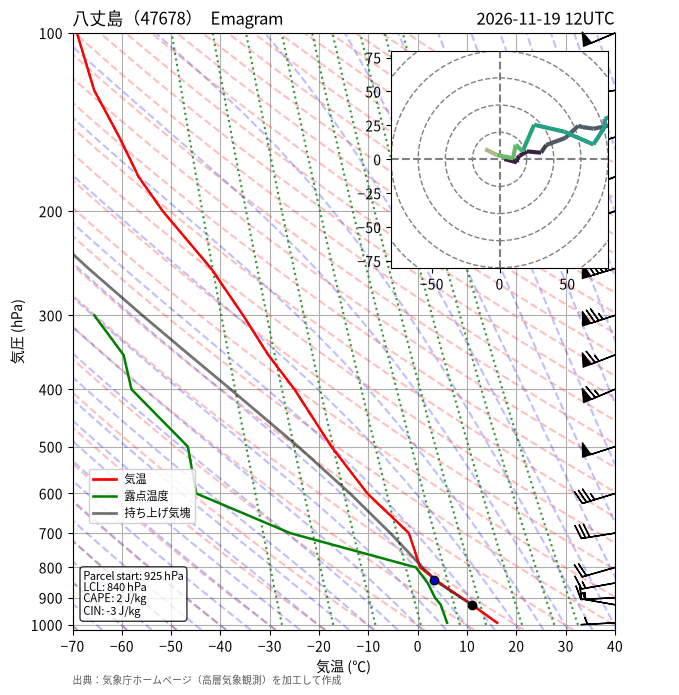 八丈島（47678） Emagram
2026-11-19 12UTC
100
200
300
400
500
600
700
800
900
1000
気圧 (hPa)
75
50
25
0
−25
−50
−75
−50
0
50
気温
露点温度
持ち上げ気塊
Parcel start: 925 hPa
LCL: 840 hPa
CAPE: 2 J/kg
CIN: -3 J/kg
−70
−60
−50
−40
−30
−20
−10
0
10
20
30
40
気温 (°C)
出典：気象庁ホームページ（高層気象観測）を加工して作成